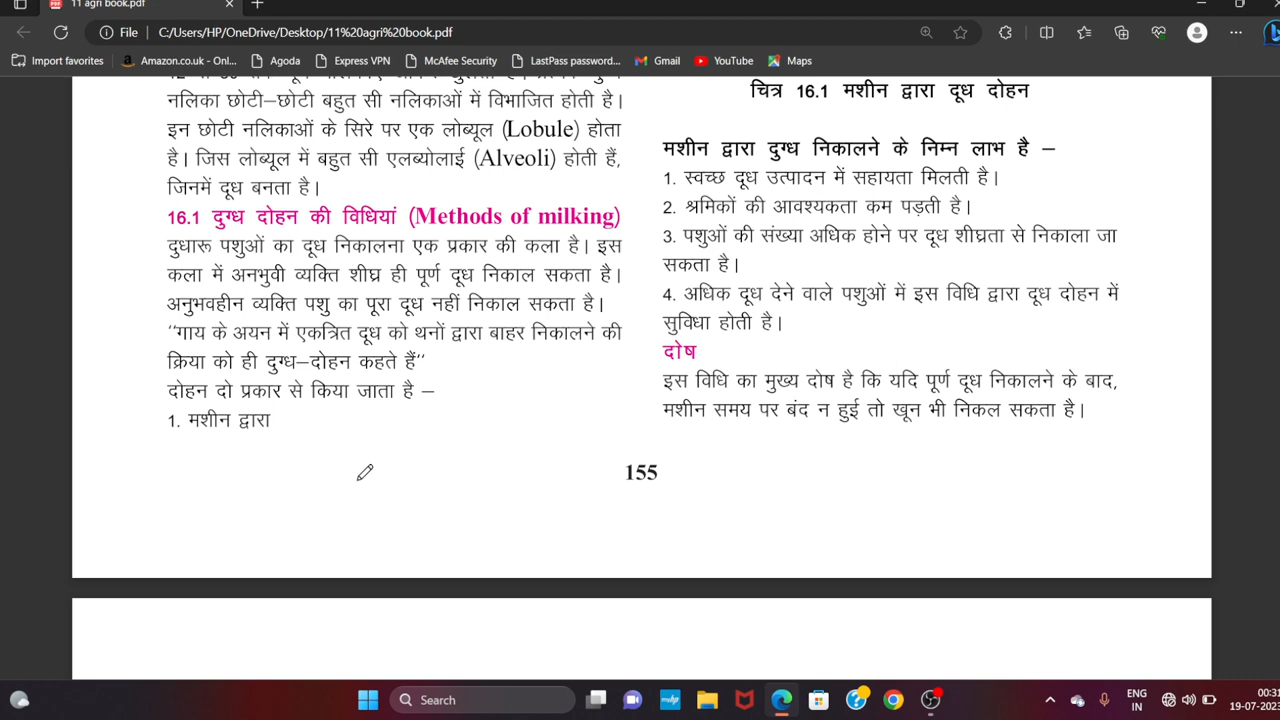 11 agri book.pdf
File
C:/Users/HP/OneDrive/Desktop/11%20agri%20book.pdf
Import favorites
Amazon.co.uk - Onli...
Agoda
Express VPN
McAfee Security
LastPass password...
Gmail
YouTube
Maps
नलिका छोटी–छोटी बहुत सी नलिकाओं में विभाजित होती है।
इन छोटी नलिकाओं के सिरे पर एक लोब्यूल (Lobule) होता
है। जिस लोब्यूल में बहुत सी एलब्योलाई (Alveoli) होती हैं,
जिनमें दूध बनता है।
16.1 दुग्ध दोहन की विधियां (Methods of milking)
दुधारू पशुओं का दूध निकालना एक प्रकार की कला है। इस
कला में अनभुवी व्यक्ति शीघ्र ही पूर्ण दूध निकाल सकता है।
अनुभवहीन व्यक्ति पशु का पूरा दूध नहीं निकाल सकता है।
"गाय के अयन में एकत्रित दूध को थनों द्वारा बाहर निकालने की
क्रिया को ही दुग्ध–दोहन कहते हैं"
दोहन दो प्रकार से किया जाता है –
1. मशीन द्वारा
चित्र 16.1 मशीन द्वारा दूध दोहन
मशीन द्वारा दुग्ध निकालने के निम्न लाभ है –
1. स्वच्छ दूध उत्पादन में सहायता मिलती है।
2. श्रमिकों की आवश्यकता कम पड़ती है।
3. पशुओं की संख्या अधिक होने पर दूध शीघ्रता से निकाला जा
सकता है।
4. अधिक दूध देने वाले पशुओं में इस विधि द्वारा दूध दोहन में
सुविधा होती है।
दोष
इस विधि का मुख्य दोष है कि यदि पूर्ण दूध निकालने के बाद,
मशीन समय पर बंद न हुई तो खून भी निकल सकता है।
155
Search
ENG
IN
00:31
19-07-2023